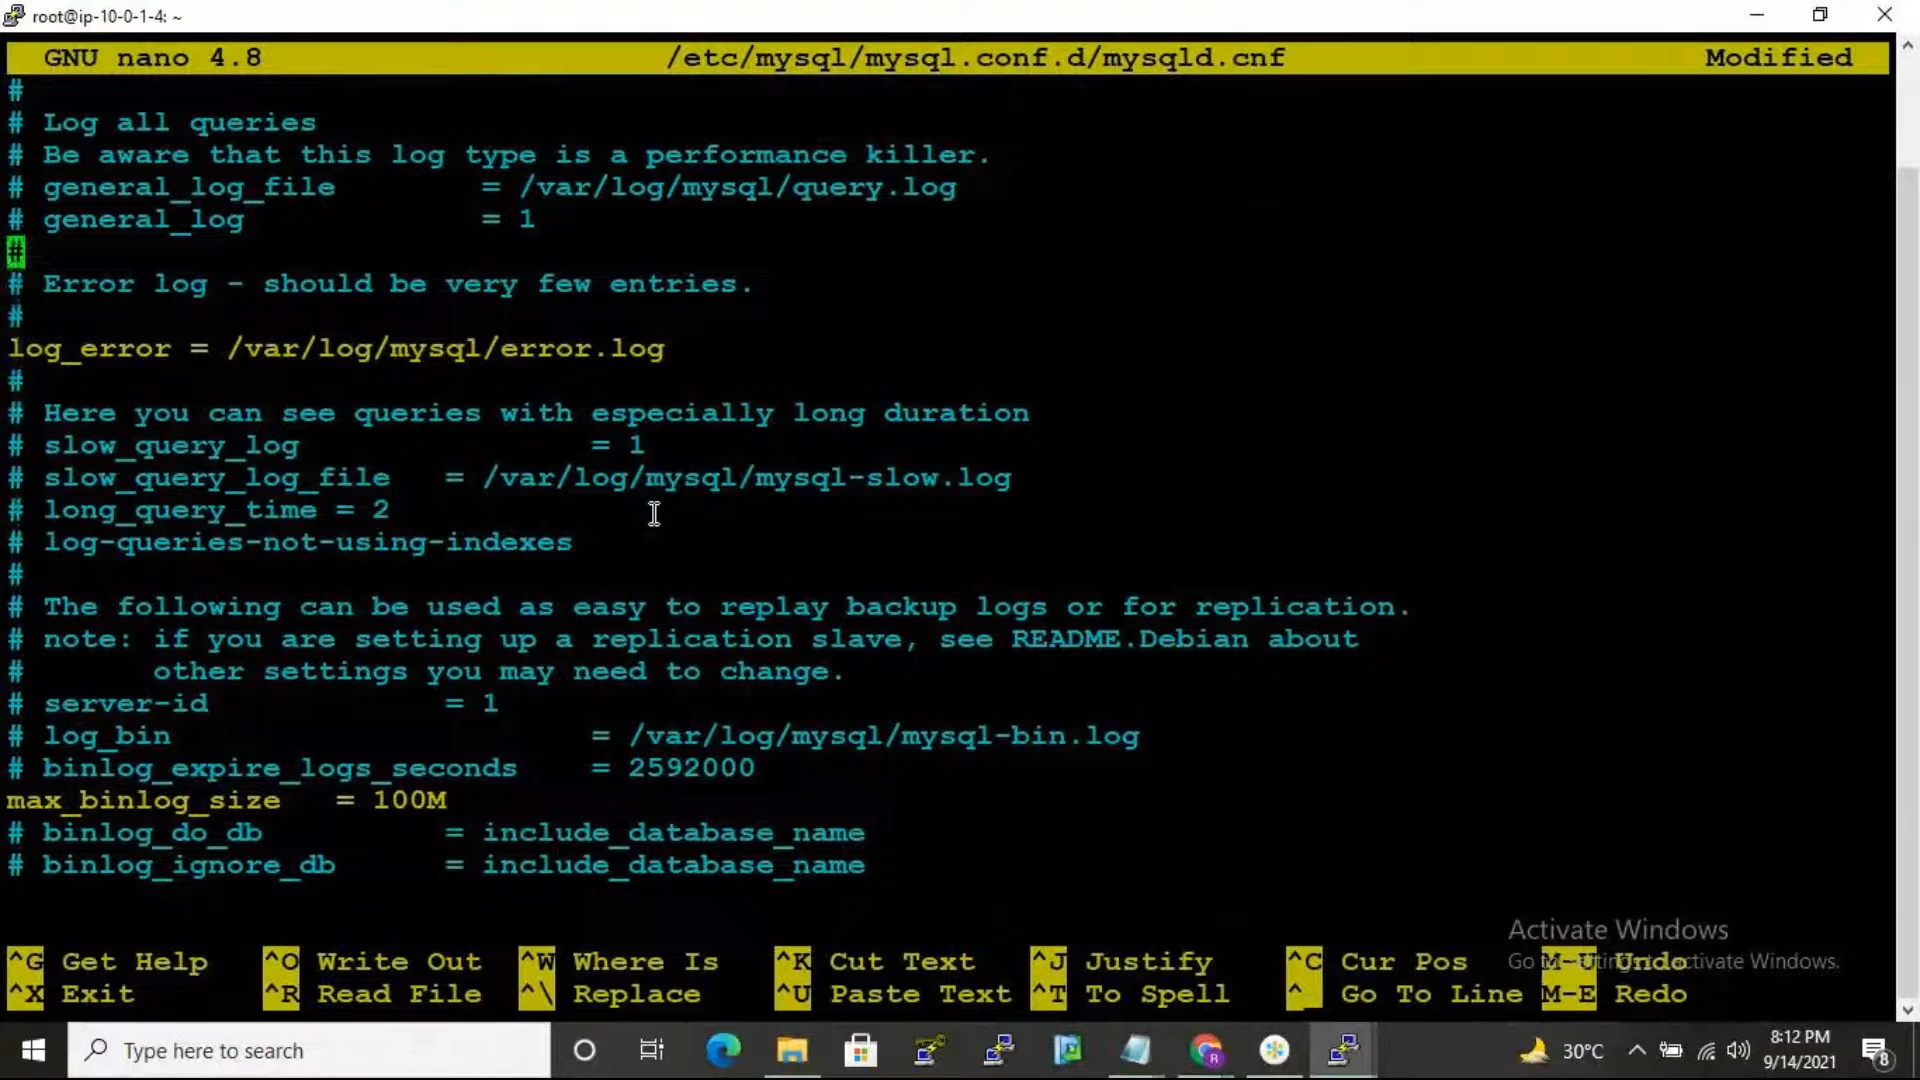 root@ip-10-0-1-4: ~
GNU nano 4.8 /etc/mysql/mysql.conf.d/mysqld.cnf Modified
#
# Log all queries
# Be aware that this log type is a performance killer.
# general_log_file = /var/log/mysql/query.log
# general_log = 1
#
# Error log - should be very few entries.
#
log_error = /var/log/mysql/error.log
#
# Here you can see queries with especially long duration
# slow_query_log = 1
# slow_query_log_file = /var/log/mysql/mysql-slow.log
# long_query_time = 2
# log-queries-not-using-indexes
#
# The following can be used as easy to replay backup logs or for replication.
# note: if you are setting up a replication slave, see README.Debian about
# other settings you may need to change.
# server-id = 1
# log_bin = /var/log/mysql/mysql-bin.log
# binlog_expire_logs_seconds = 2592000
max_binlog_size = 100M
# binlog_do_db = include_database_name
# binlog_ignore_db = include_database_name
Activate Windows
^G Get Help ^O Write Out ^W Where Is ^K Cut Text ^J Justify ^C Cur Pos M-U Undo
Go to Settings to activate Windows.
^X Exit ^R Read File ^\ Replace ^U Paste Text ^T To Spell ^_ Go To Line M-E Redo
Type here to search
30°C
8:12 PM
9/14/2021
8